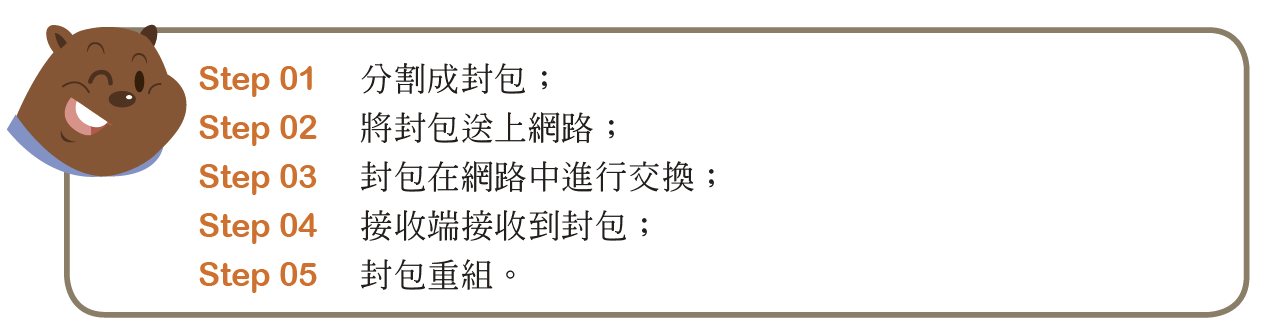 Step 01 分割成封包；
Step 02 將封包送上網路；
Step 03 封包在網路中進行交換；
Step 04 接收端接收到封包；
Step 05 封包重組。